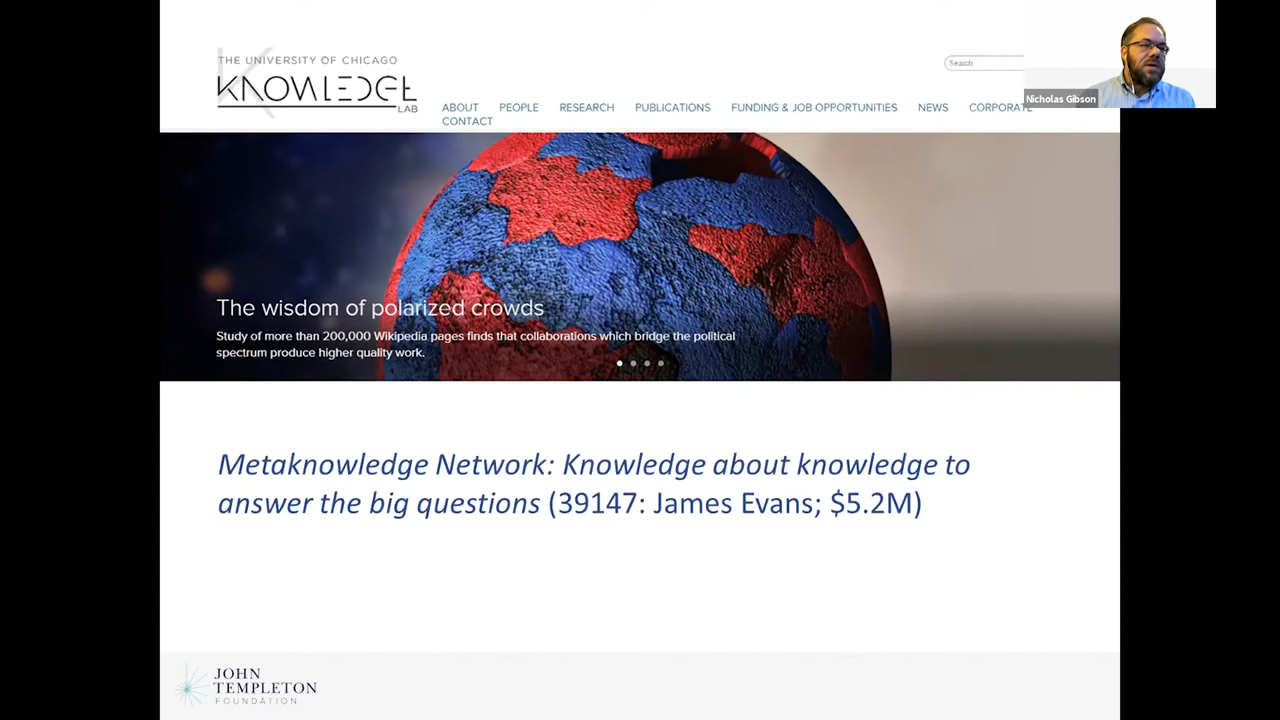 THE UNIVERSITY OF CHICAGO
KNOWLEDGE
LAB
Search
Nicholas Gibson
ABOUT PEOPLE RESEARCH PUBLICATIONS FUNDING & JOB OPPORTUNITIES NEWS CORPORATE
CONTACT
The wisdom of polarized crowds
Study of more than 200,000 Wikipedia pages finds that collaborations which bridge the political
spectrum produce higher quality work.
Metaknowledge Network: Knowledge about knowledge to
answer the big questions (39147: James Evans; $5.2M)
JOHN
TEMPLETON
FOUNDATION